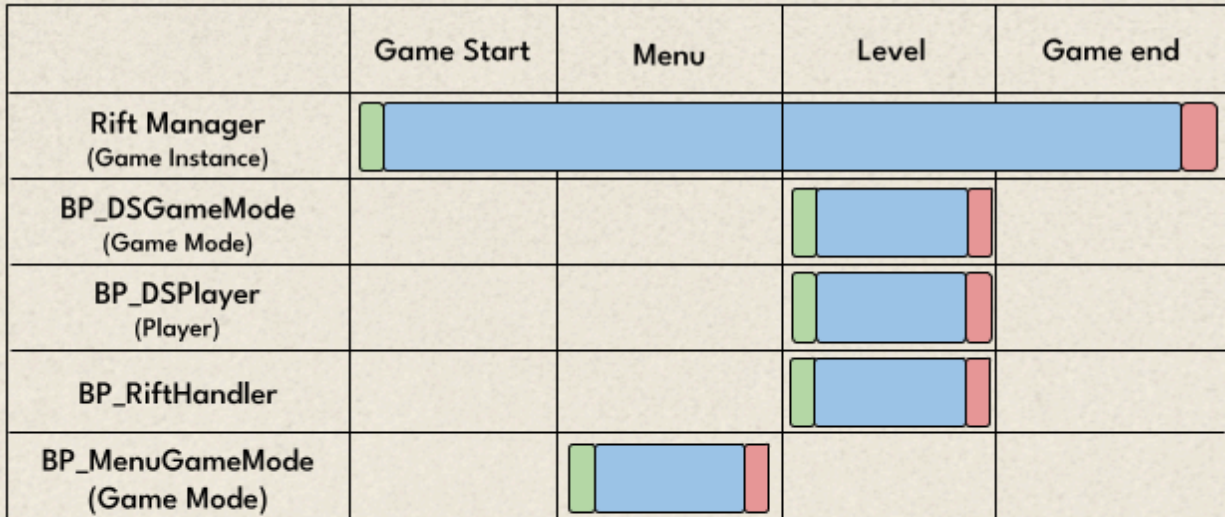 Game Start Menu Level Game end
Rift Manager
(Game Instance)
BP_DSGameMode
(Game Mode)
BP_DSPlayer
(Player)
BP_RiftHandler
BP_MenuGameMode
(Game Mode)